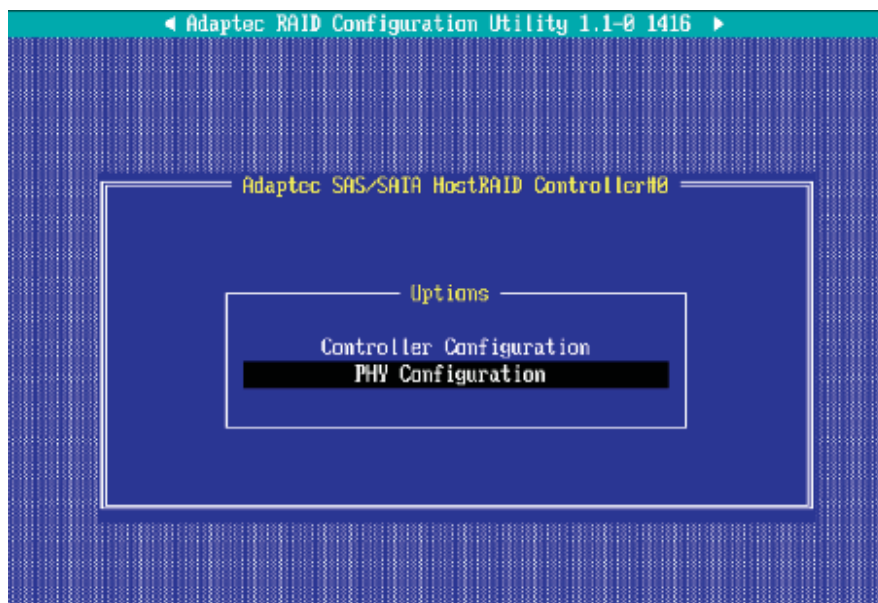 Adaptec RAID Configuration Utility 1.1-0 1416
Adaptec SAS/SATA HostRAID Controller#0
Options
Controller Configuration
PHY Configuration